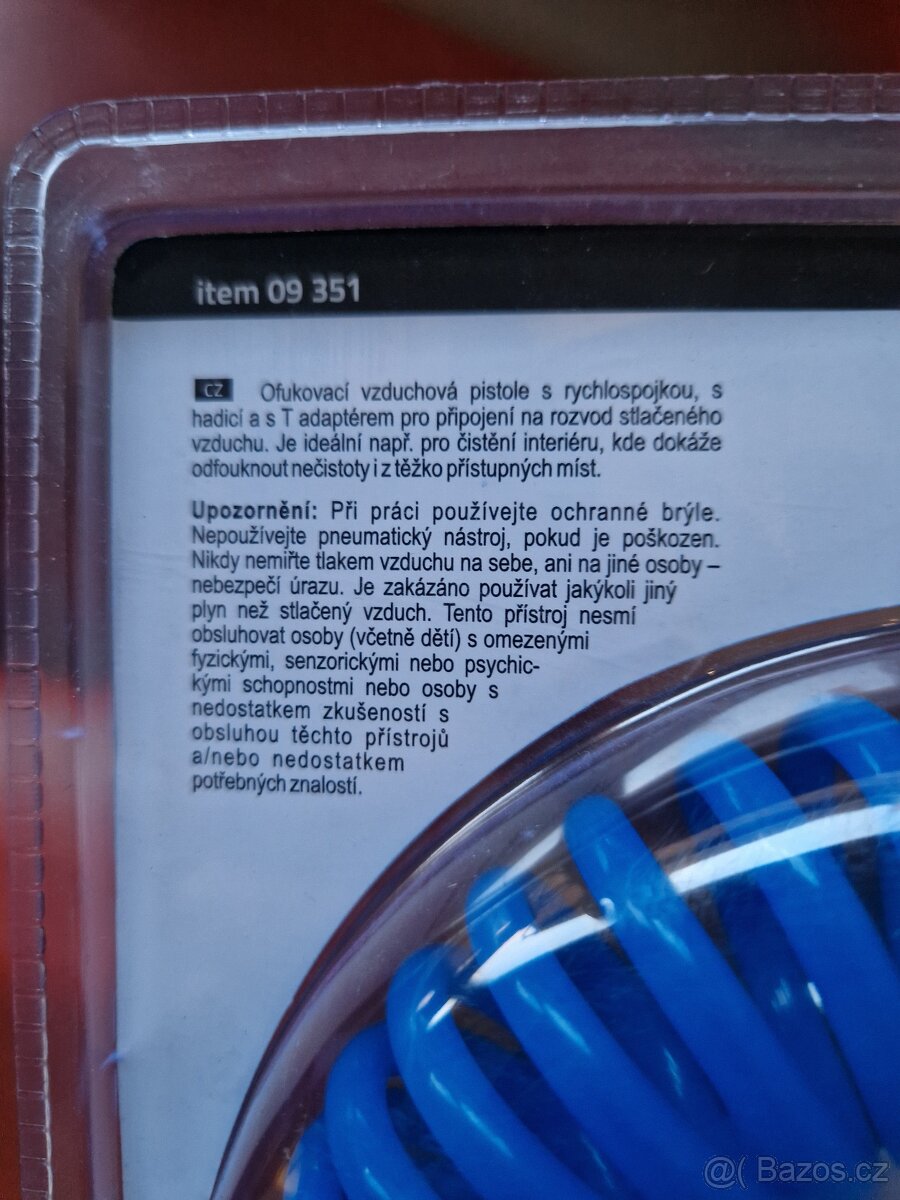 item 09 351
CZ Ofukovací vzduchová pistole s rychlospojkou, s
hadicí a s T adaptérem pro připojení na rozvod stlačeného
vzduchu. Je ideální např. pro čistění interiéru, kde dokáže
odfouknout nečistoty i z těžko přístupných míst.
Upozornění: Při práci používejte ochranné brýle.
Nepoužívejte pneumatický nástroj, pokud je poškozen.
Nikdy nemiřte tlakem vzduchu na sebe, ani na jiné osoby –
nebezpečí úrazu. Je zakázáno používat jakýkoli jiný
plyn než stlačený vzduch. Tento přístroj nesmí
obsluhovat osoby (včetně dětí) s omezenými
fyzickými, senzorickými nebo psychic-
kými schopnostmi nebo osoby s
nedostatkem zkušeností s
obsluhou těchto přístrojů
a/nebo nedostatkem
potřebných znalostí.
@( Bazos.cz